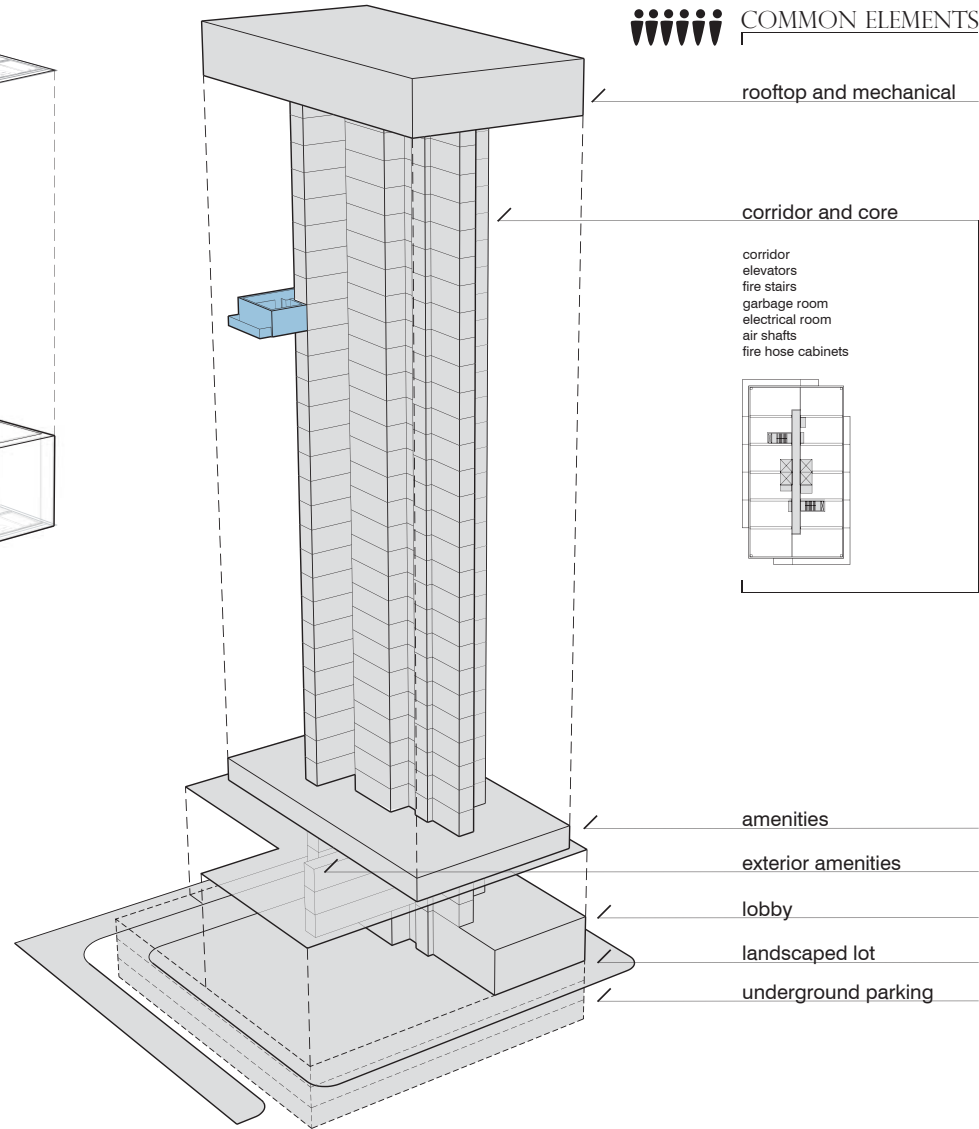 COMMON ELEMENTS
rooftop and mechanical
corridor and core
corridor
elevators
fire stairs
garbage room
electrical room
air shafts
fire hose cabinets
amenities
exterior amenities
lobby
landscaped lot
underground parking